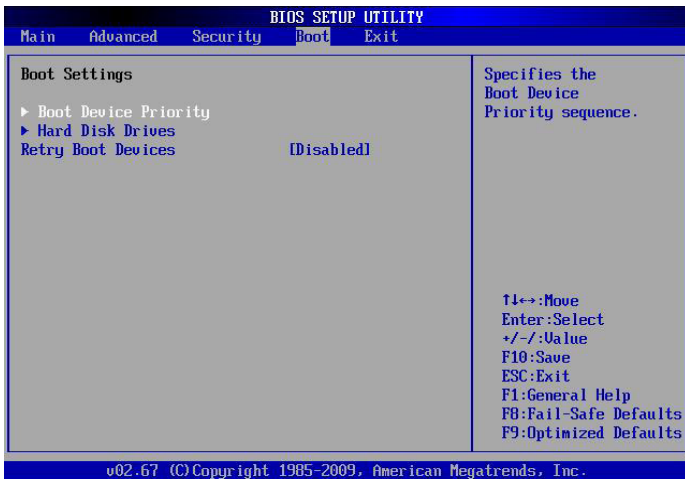 BIOS SETUP UTILITY
Main Advanced Security Boot Exit
Boot Settings
▶ Boot Device Priority
▶ Hard Disk Drives
Retry Boot Devices [Disabled]
Specifies the
Boot Device
Priority sequence.
↑↓←→:Move
Enter:Select
+/-/:Value
F10:Save
ESC:Exit
F1:General Help
F8:Fail-Safe Defaults
F9:Optimized Defaults
v02.67 (C)Copyright 1985-2009, American Megatrends, Inc.